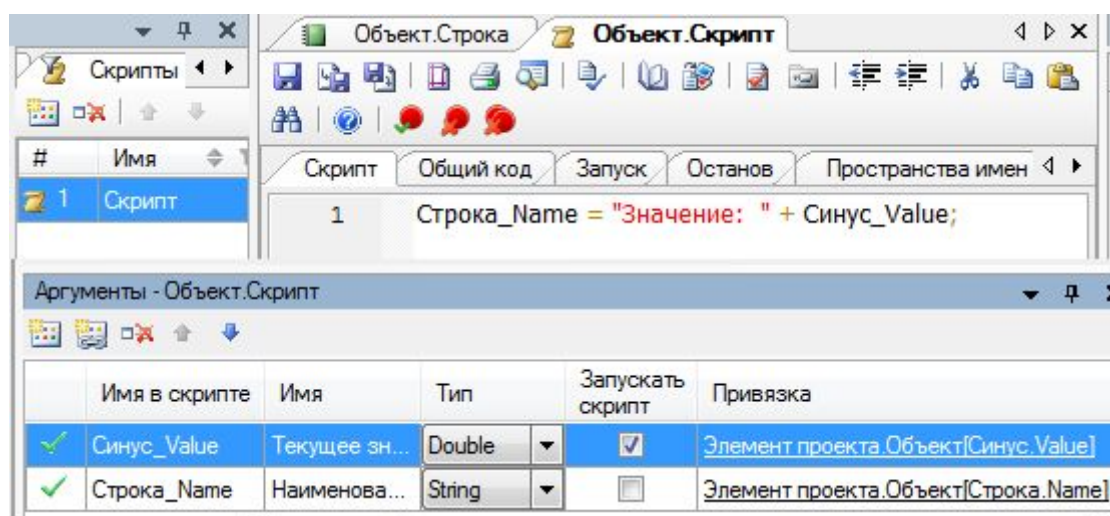 Объект.Строка Объект.Скрипт
Скрипты
# Имя
1 Скрипт
Скрипт Общий код Запуск Останов Пространства имен
1 Строка_Name = "Значение: " + Синус_Value;
Аргументы - Объект.Скрипт
Имя в скрипте Имя Тип Запускать скрипт Привязка
Синус_Value Текущее зн... Double Элемент проекта.Объект[Синус.Value]
Строка_Name Наименова... String Элемент проекта.Объект[Строка.Name]